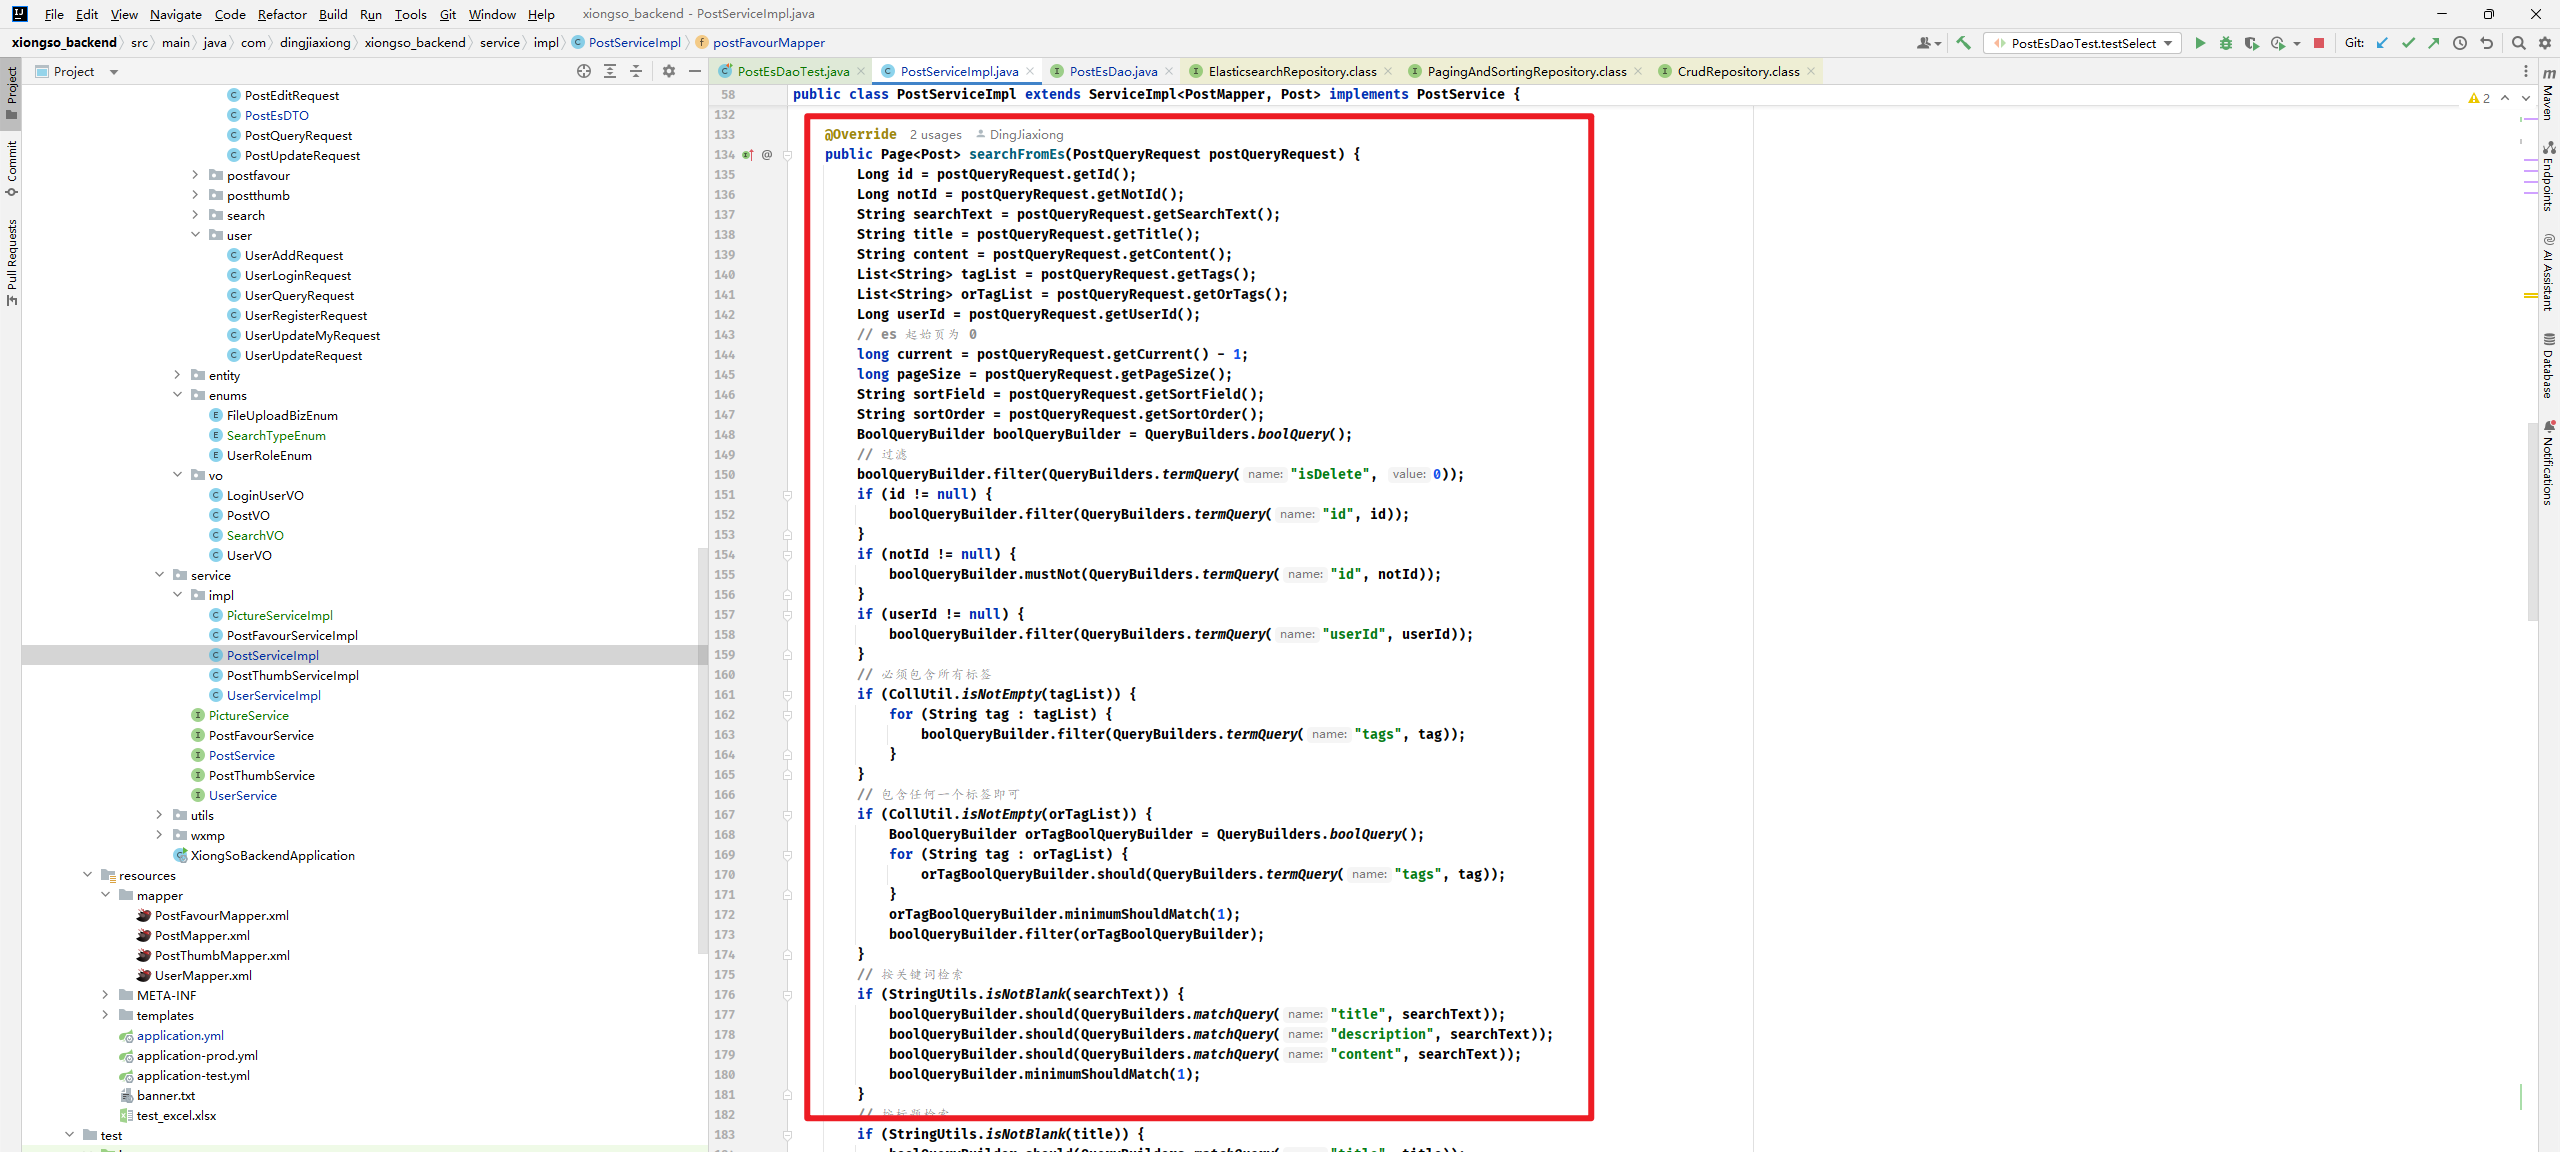 File Edit View Navigate Code Refactor Build Run Tools Git Window Help xiongso_backend - PostServiceImpl.java
xiongso_backend src main java com dingjiaxiong xiongso_backend service impl PostServiceImpl postFavourMapper
PostEsDaoTest.testSelect Git:
Project
PostEsDaoTest.java PostServiceImpl.java PostEsDao.java ElasticsearchRepository.class PagingAndSortingRepository.class CrudRepository.class
Project
Commit
Pull Requests
PostEditRequest
PostEsDTO
PostQueryRequest
PostUpdateRequest
postfavour
postthumb
search
user
UserAddRequest
UserLoginRequest
UserQueryRequest
UserRegisterRequest
UserUpdateMyRequest
UserUpdateRequest
entity
enums
FileUploadBizEnum
SearchTypeEnum
UserRoleEnum
vo
LoginUserVO
PostVO
SearchVO
UserVO
service
impl
PictureServiceImpl
PostFavourServiceImpl
PostServiceImpl
PostThumbServiceImpl
UserServiceImpl
PictureService
PostFavourService
PostService
PostThumbService
UserService
utils
wxmp
XiongSoBackendApplication
resources
mapper
PostFavourMapper.xml
PostMapper.xml
PostThumbMapper.xml
UserMapper.xml
META-INF
templates
application.yml
application-prod.yml
application-test.yml
banner.txt
test_excel.xlsx
test
58 public class PostServiceImpl extends ServiceImpl<PostMapper, Post> implements PostService {
2
132
133 @Override 2 usages DingJiaxiong
134 public Page<Post> searchFromEs(PostQueryRequest postQueryRequest) {
135 Long id = postQueryRequest.getId();
136 Long notId = postQueryRequest.getNotId();
137 String searchText = postQueryRequest.getSearchText();
138 String title = postQueryRequest.getTitle();
139 String content = postQueryRequest.getContent();
140 List<String> tagList = postQueryRequest.getTags();
141 List<String> orTagList = postQueryRequest.getOrTags();
142 Long userId = postQueryRequest.getUserId();
143 // es 起始页为 0
144 long current = postQueryRequest.getCurrent() - 1;
145 long pageSize = postQueryRequest.getPageSize();
146 String sortField = postQueryRequest.getSortField();
147 String sortOrder = postQueryRequest.getSortOrder();
148 BoolQueryBuilder boolQueryBuilder = QueryBuilders.boolQuery();
149 // 过滤
150 boolQueryBuilder.filter(QueryBuilders.termQuery( name: "isDelete", value: 0));
151 if (id != null) {
152 boolQueryBuilder.filter(QueryBuilders.termQuery( name: "id", id));
153 }
154 if (notId != null) {
155 boolQueryBuilder.mustNot(QueryBuilders.termQuery( name: "id", notId));
156 }
157 if (userId != null) {
158 boolQueryBuilder.filter(QueryBuilders.termQuery( name: "userId", userId));
159 }
160 // 必须包含所有标签
161 if (CollUtil.isNotEmpty(tagList)) {
162 for (String tag : tagList) {
163 boolQueryBuilder.filter(QueryBuilders.termQuery( name: "tags", tag));
164 }
165 }
166 // 包含任何一个标签即可
167 if (CollUtil.isNotEmpty(orTagList)) {
168 BoolQueryBuilder orTagBoolQueryBuilder = QueryBuilders.boolQuery();
169 for (String tag : orTagList) {
170 orTagBoolQueryBuilder.should(QueryBuilders.termQuery( name: "tags", tag));
171 }
172 orTagBoolQueryBuilder.minimumShouldMatch(1);
173 boolQueryBuilder.filter(orTagBoolQueryBuilder);
174 }
175 // 按关键词检索
176 if (StringUtils.isNotBlank(searchText)) {
177 boolQueryBuilder.should(QueryBuilders.matchQuery( name: "title", searchText));
178 boolQueryBuilder.should(QueryBuilders.matchQuery( name: "description", searchText));
179 boolQueryBuilder.should(QueryBuilders.matchQuery( name: "content", searchText));
180 boolQueryBuilder.minimumShouldMatch(1);
181 }
182 // 按标题检索
183 if (StringUtils.isNotBlank(title)) {
boolQueryBuilder.should(QueryBuilders.matchQuery( "title", title));
Maven
Endpoints
AI Assistant
Database
Notifications